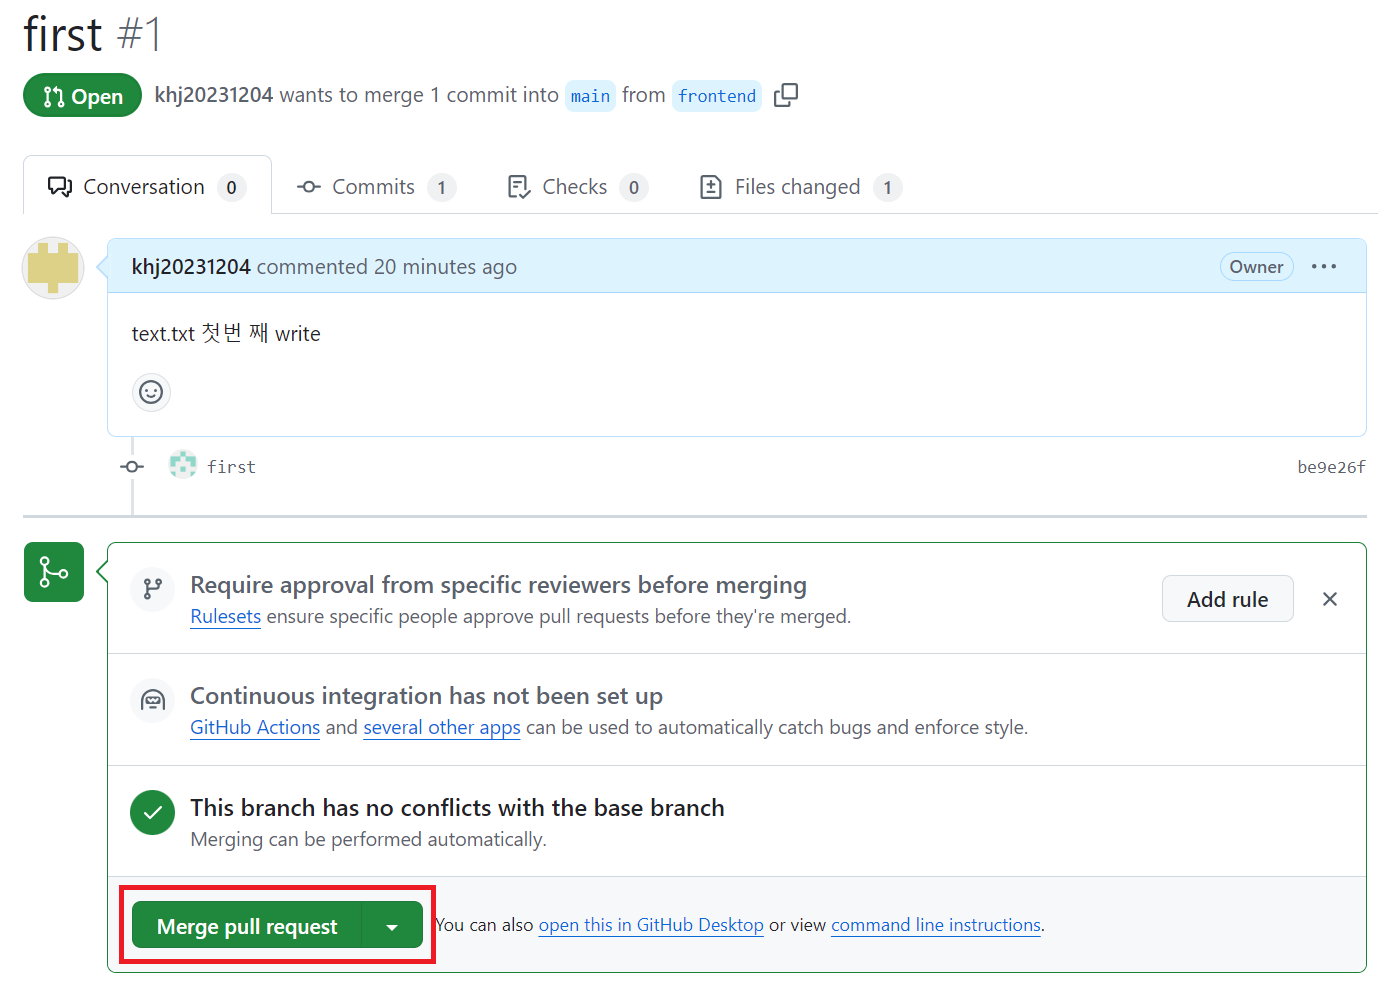 first #1
Open khj20231204 wants to merge 1 commit into main from frontend
Conversation 0 Commits 1 Checks 0 Files changed 1
khj20231204 commented 20 minutes ago Owner
text.txt 첫번 째 write
first be9e26f
Require approval from specific reviewers before merging
Rulesets ensure specific people approve pull requests before they're merged.
Add rule
Continuous integration has not been set up
GitHub Actions and several other apps can be used to automatically catch bugs and enforce style.
This branch has no conflicts with the base branch
Merging can be performed automatically.
Merge pull request You can also open this in GitHub Desktop or view command line instructions.